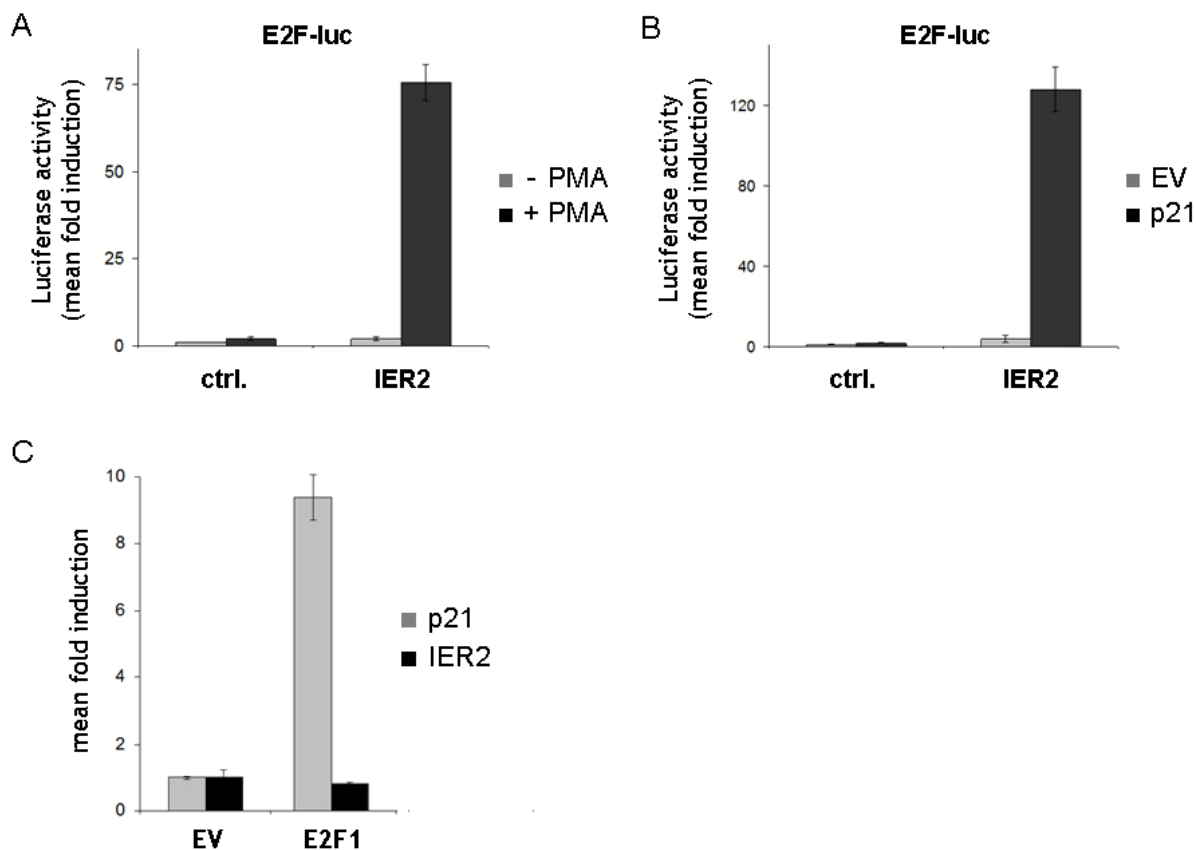 A
E2F-luc
Luciferase activity
(mean fold induction)
75
50
25
0
ctrl.
IER2
- PMA
+ PMA
B
E2F-luc
Luciferase activity
(mean fold induction)
120
80
40
0
ctrl.
IER2
EV
p21
C
mean fold induction
10
8
6
4
2
0
EV
E2F1
p21
IER2